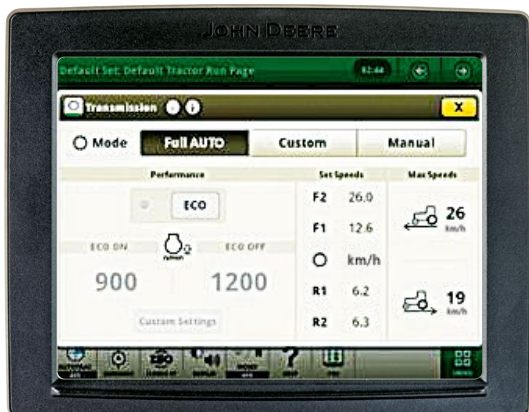 JOHN DEERE
Default Set: Default Tractor Run Page
Transmission
X
Mode Full AUTO Custom Manual
Performance Set Speeds Max Speeds
ECO
F2 26.0
F1 12.6
km/h
R1 6.2
R2 6.3
26
km/h
19
km/h
ECO ON ECO OFF
900 1200
Custom Settings